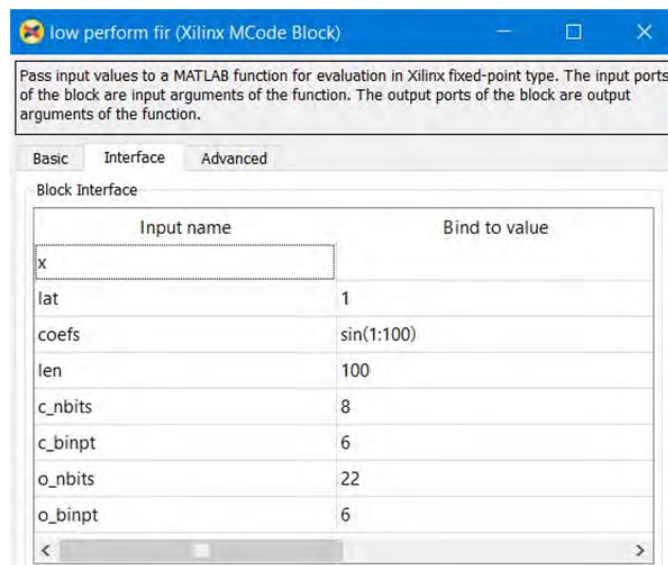 low perform fir (Xilinx MCode Block)
Pass input values to a MATLAB function for evaluation in Xilinx fixed-point type. The input ports
of the block are input arguments of the function. The output ports of the block are output
arguments of the function.
Basic Interface Advanced
Block Interface
Input name Bind to value
x
lat 1
coefs sin(1:100)
len 100
c_nbits 8
c_binpt 6
o_nbits 22
o_binpt 6